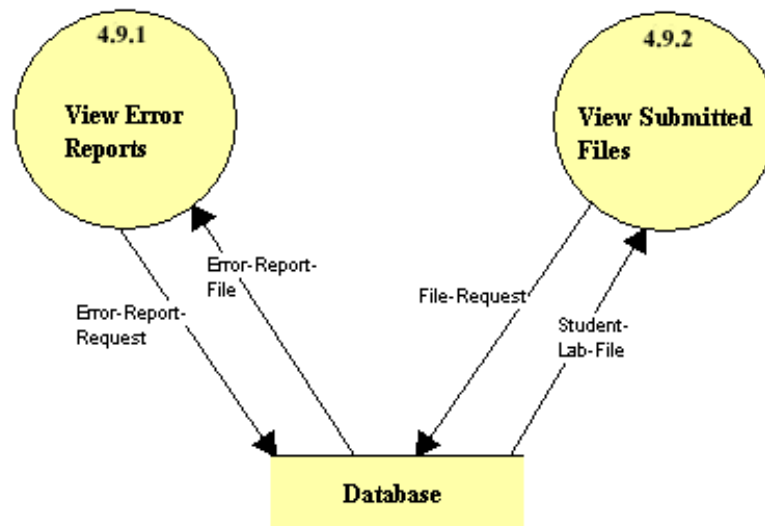 4.9.1
View Error
Reports
4.9.2
View Submitted
Files
Error-Report-
File
Error-Report-
Request
File-Request
Student-
Lab-File
Database